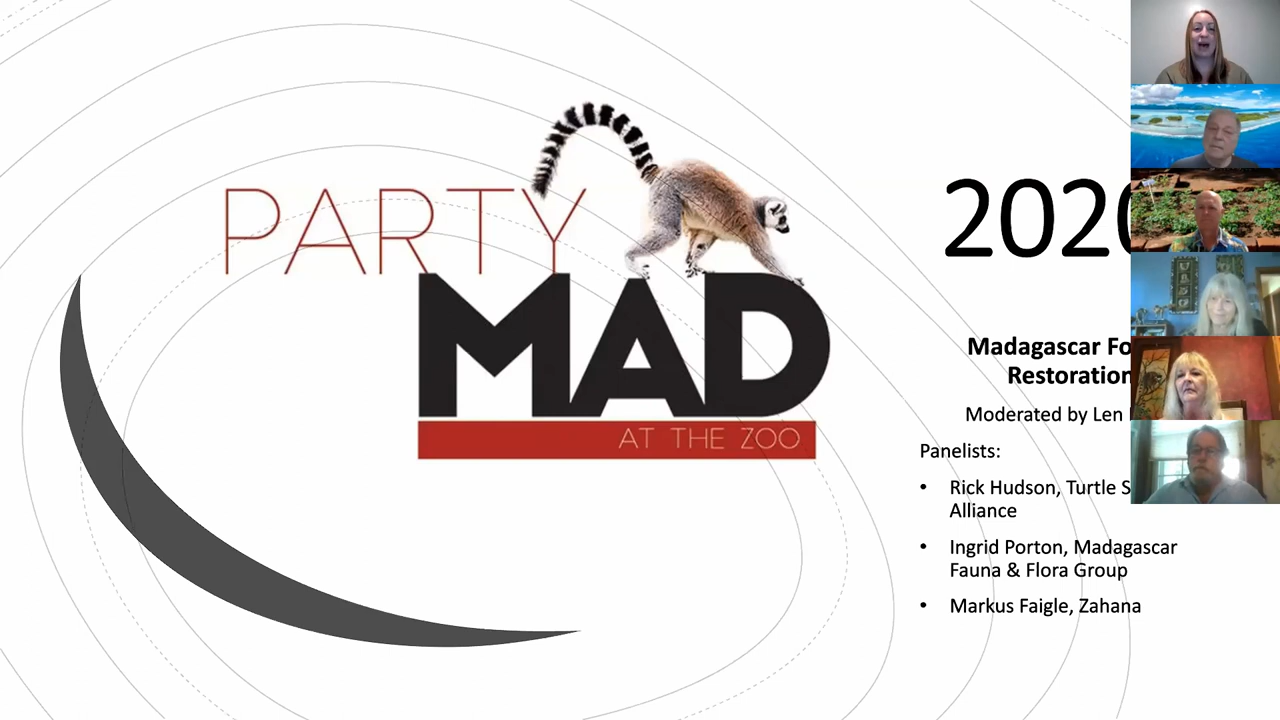 PARTY
MAD
AT THE ZOO
2020
Madagascar Fo
Restoration
Moderated by Len
Panelists:
• Rick Hudson, Turtle S
Alliance
• Ingrid Porton, Madagascar
Fauna & Flora Group
• Markus Faigle, Zahana